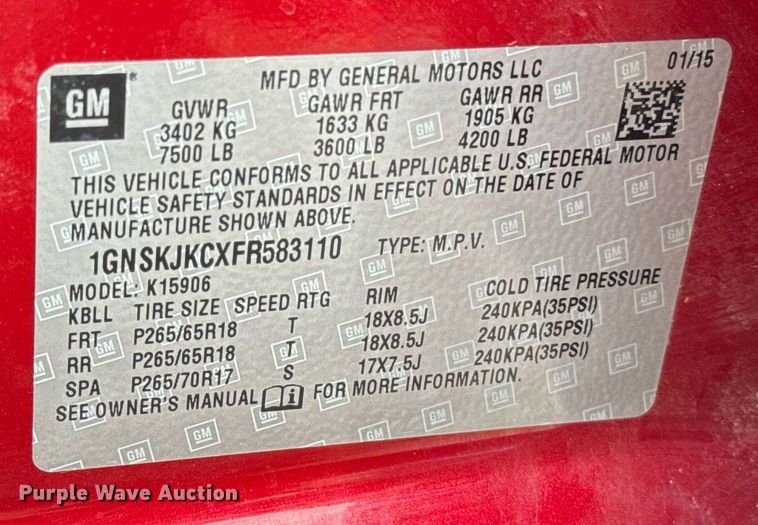 GM
MFD BY GENERAL MOTORS LLC
01/15
GVWR GAWR FRT GAWR RR
3402 KG 1633 KG 1905 KG
7500 LB 3600 LB 4200 LB
THIS VEHICLE CONFORMS TO ALL APPLICABLE U.S. FEDERAL MOTOR
VEHICLE SAFETY STANDARDS IN EFFECT ON THE DATE OF
MANUFACTURE SHOWN ABOVE.
1GNSKJKCXFR583110 TYPE: M.P.V.
MODEL: K15906
KBLL TIRE SIZE SPEED RTG RIM COLD TIRE PRESSURE
FRT P265/65R18 T 18X8.5J 240KPA(35PSI)
RR P265/65R18 T 18X8.5J 240KPA(35PSI)
SPA P265/70R17 S 17X7.5J 240KPA(35PSI)
SEE OWNER'S MANUAL FOR MORE INFORMATION.
Purple Wave Auction